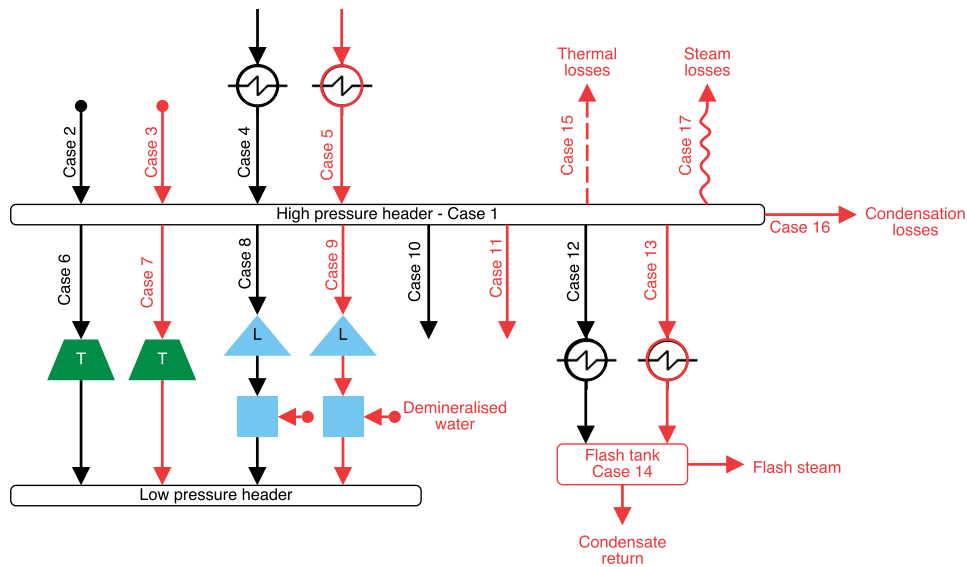 Thermal
losses
Steam
losses
Case 2
Case 3
Case 4
Case 5
Case 15
Case 17
High pressure header - Case 1
Case 16
Condensation
losses
Case 6
Case 7
Case 8
Case 9
Case 10
Case 11
Case 12
Case 13
T
T
L
L
Demineralised
water
Flash tank
Case 14
Flash steam
Low pressure header
Condensate
return